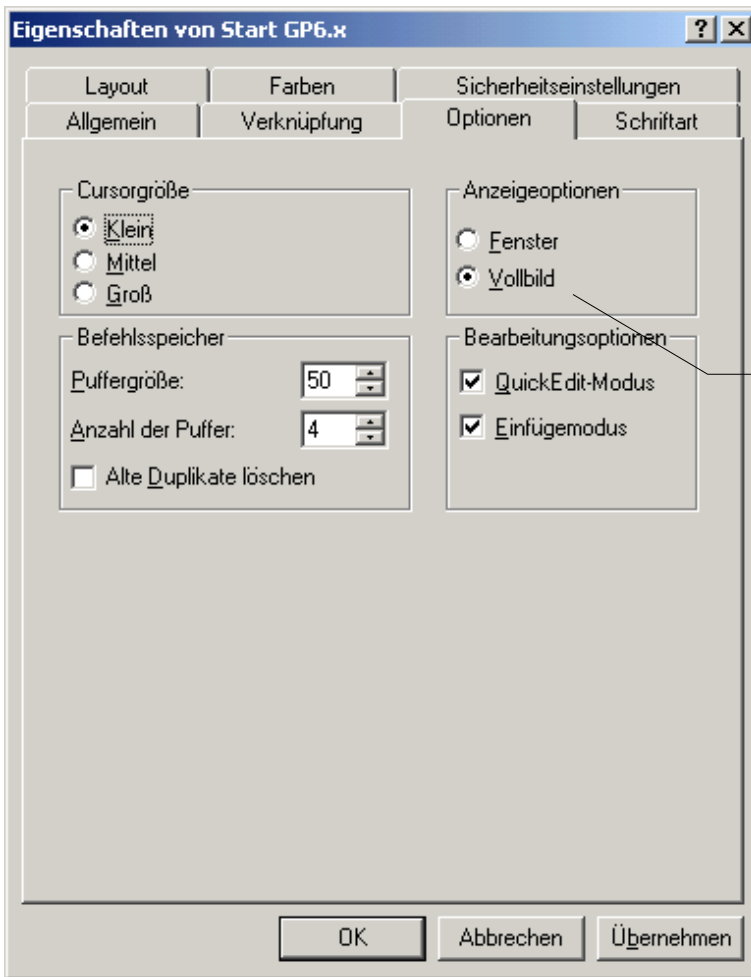 Eigenschaften von Start GP6.x
Layout
Farben
Sicherheitseinstellungen
Allgemein
Verknüpfung
Optionen
Schriftart
Cursorgröße
Klein
Mittel
Groß
Anzeigeoptionen
Fenster
Vollbild
Befehlsspeicher
Puffergröße: 50
Anzahl der Puffer: 4
Alte Duplikate löschen
Bearbeitungsoptionen
QuickEdit-Modus
Einfügemodus
OK
Abbrechen
Übernehmen